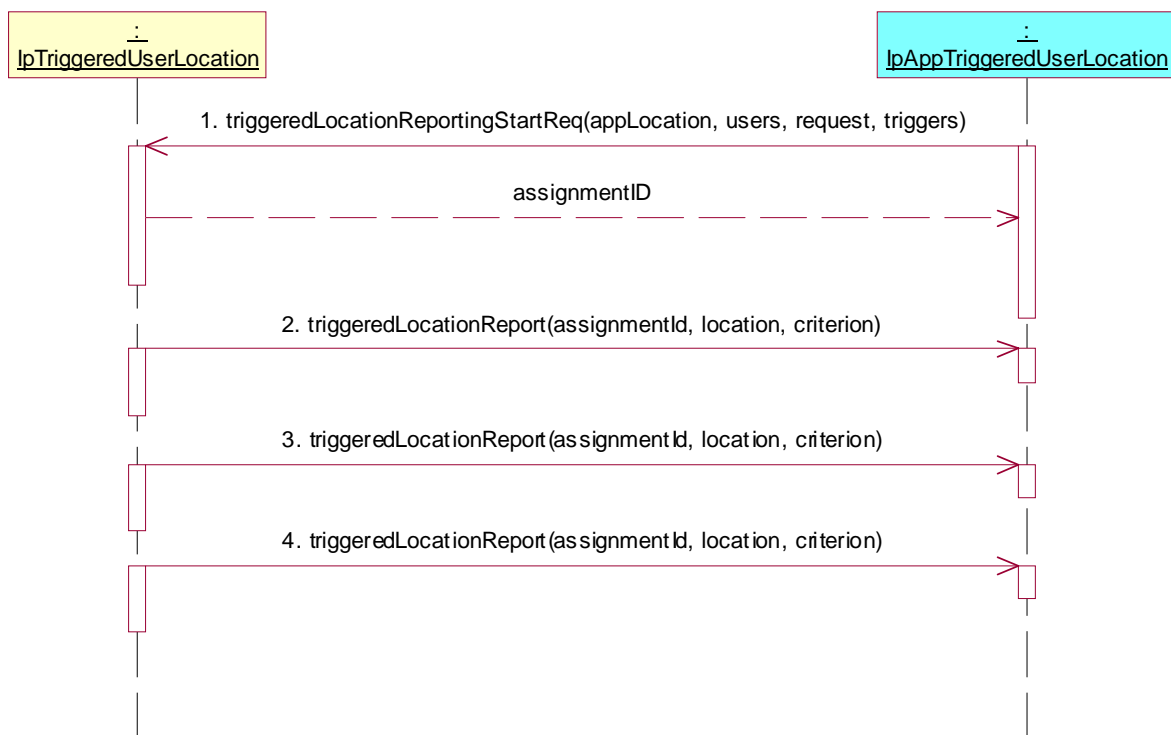 :
IpTriggeredUserLocation
:
IpAppTriggeredUserLocation
1. triggeredLocationReportingStartReq(appLocation, users, request, triggers)
assignmentID
2. triggeredLocationReport(assignmentId, location, criterion)
3. triggeredLocationReport(assignmentId, location, criterion)
4. triggeredLocationReport(assignmentId, location, criterion)